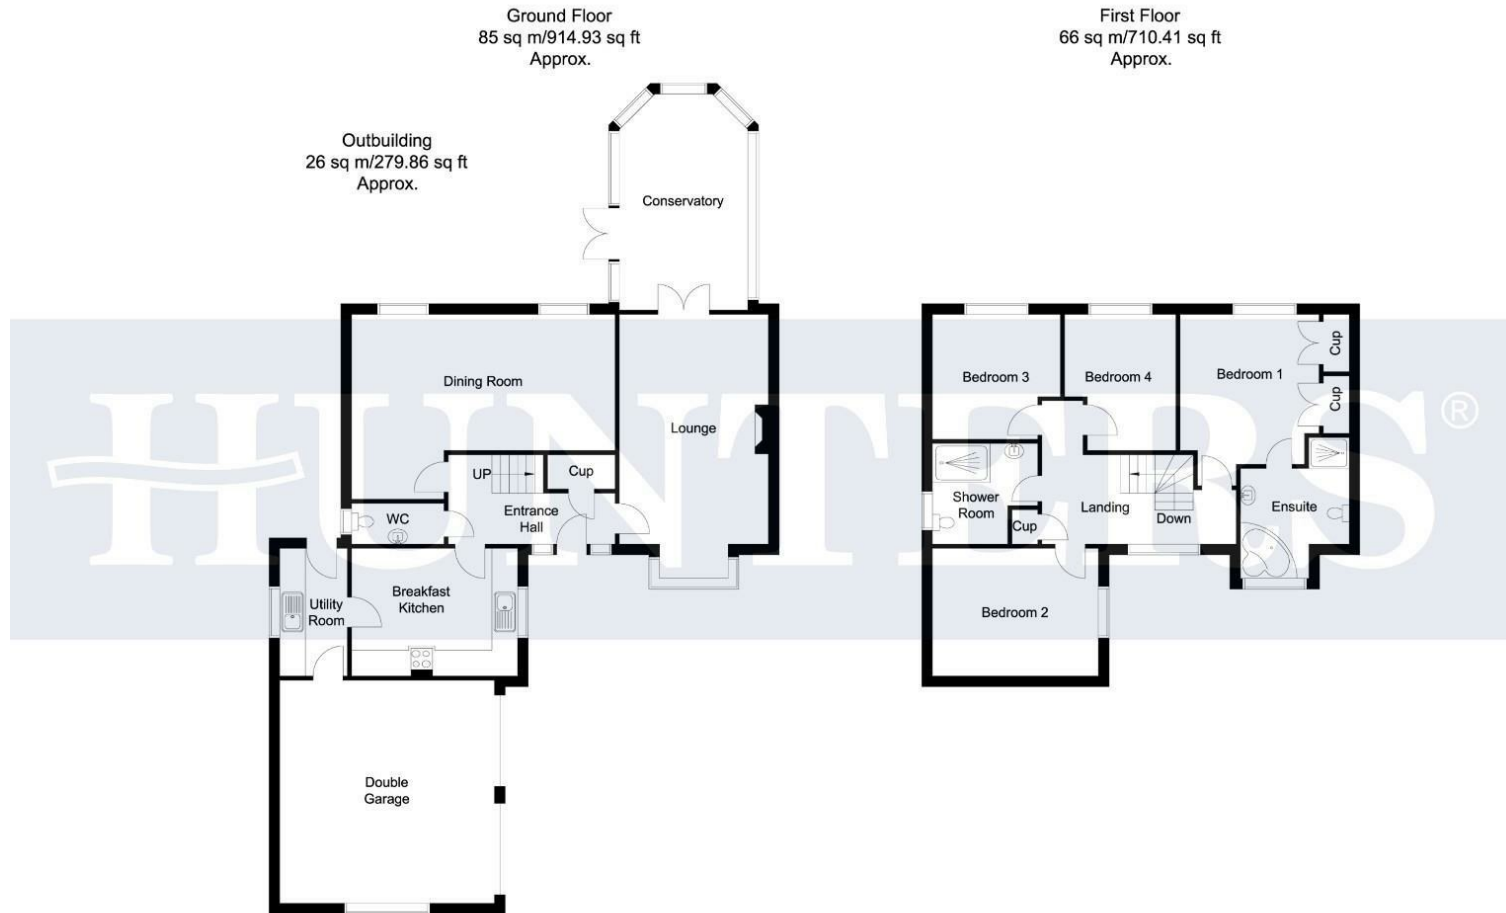 Ground Floor
85 sq m/914.93 sq ft
Approx.
First Floor
66 sq m/710.41 sq ft
Approx.
Outbuilding
26 sq m/279.86 sq ft
Approx.
Conservatory
Dining Room
Lounge
UP
Cup
WC
Entrance
Hall
Breakfast
Kitchen
Utility
Room
Double
Garage
Bedroom 3
Bedroom 4
Bedroom 1
Cup
Cup
Shower
Room
Cup
Landing
Down
Ensuite
Bedroom 2
HUNTERS®